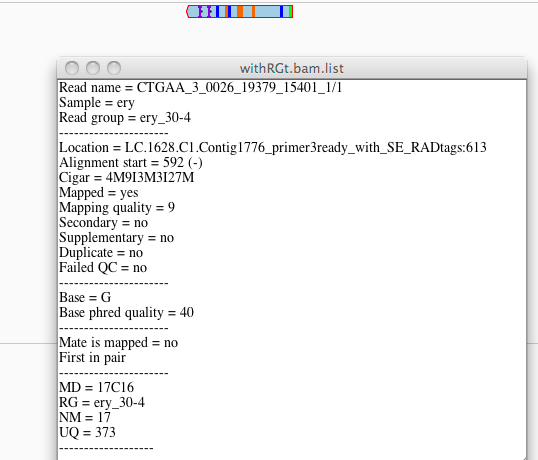 withRGt.bam.list
Read name = CTGAA_3_0026_19379_15401_1/1
Sample = ery
Read group = ery_30-4
----------------------
Location = LC.1628.C1.Contig1776_primer3ready_with_SE_RADtags:613
Alignment start = 592 (-)
Cigar = 4M9I3M3I27M
Mapped = yes
Mapping quality = 9
Secondary = no
Supplementary = no
Duplicate = no
Failed QC = no
----------------------
Base = G
Base phred quality = 40
----------------------
Mate is mapped = no
First in pair
----------------------
MD = 17C16
RG = ery_30-4
NM = 17
UQ = 373
-------------------